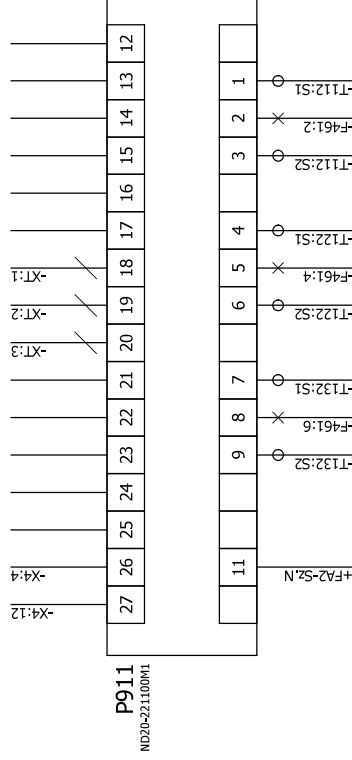 12
13
1
-T112:S1
14
2
-F461:2
15
3
-T112:S2
16
17
4
-T122:S1
-XT:1
18
5
-F461:4
-XT:2
19
6
-T122:S2
-XT:3
20
21
7
-T132:S1
22
8
-F461:6
23
9
-T132:S2
24
25
-X4:4
26
11
+FA2-Sz.N
-X4:12
27
P911
ND20-221100M1